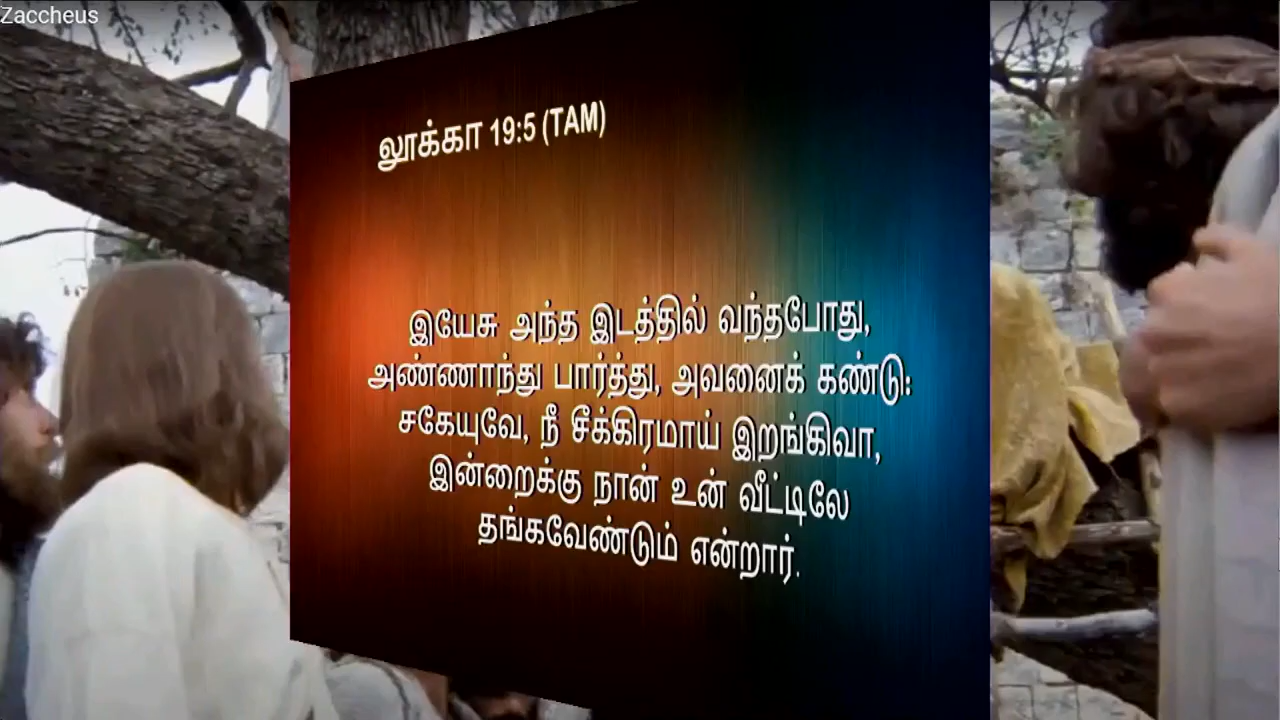 Zaccheus
லூக்கா 19:5 (TAM)
இயேசு அந்த இடத்தில் வந்தபோது,
அண்ணாந்து பார்த்து, அவனைக் கண்டு:
சகேயுவே, நீ சீக்கிரமாய் இறங்கிவா,
இன்றைக்கு நான் உன் வீட்டிலே
தங்கவேண்டும் என்றார்.